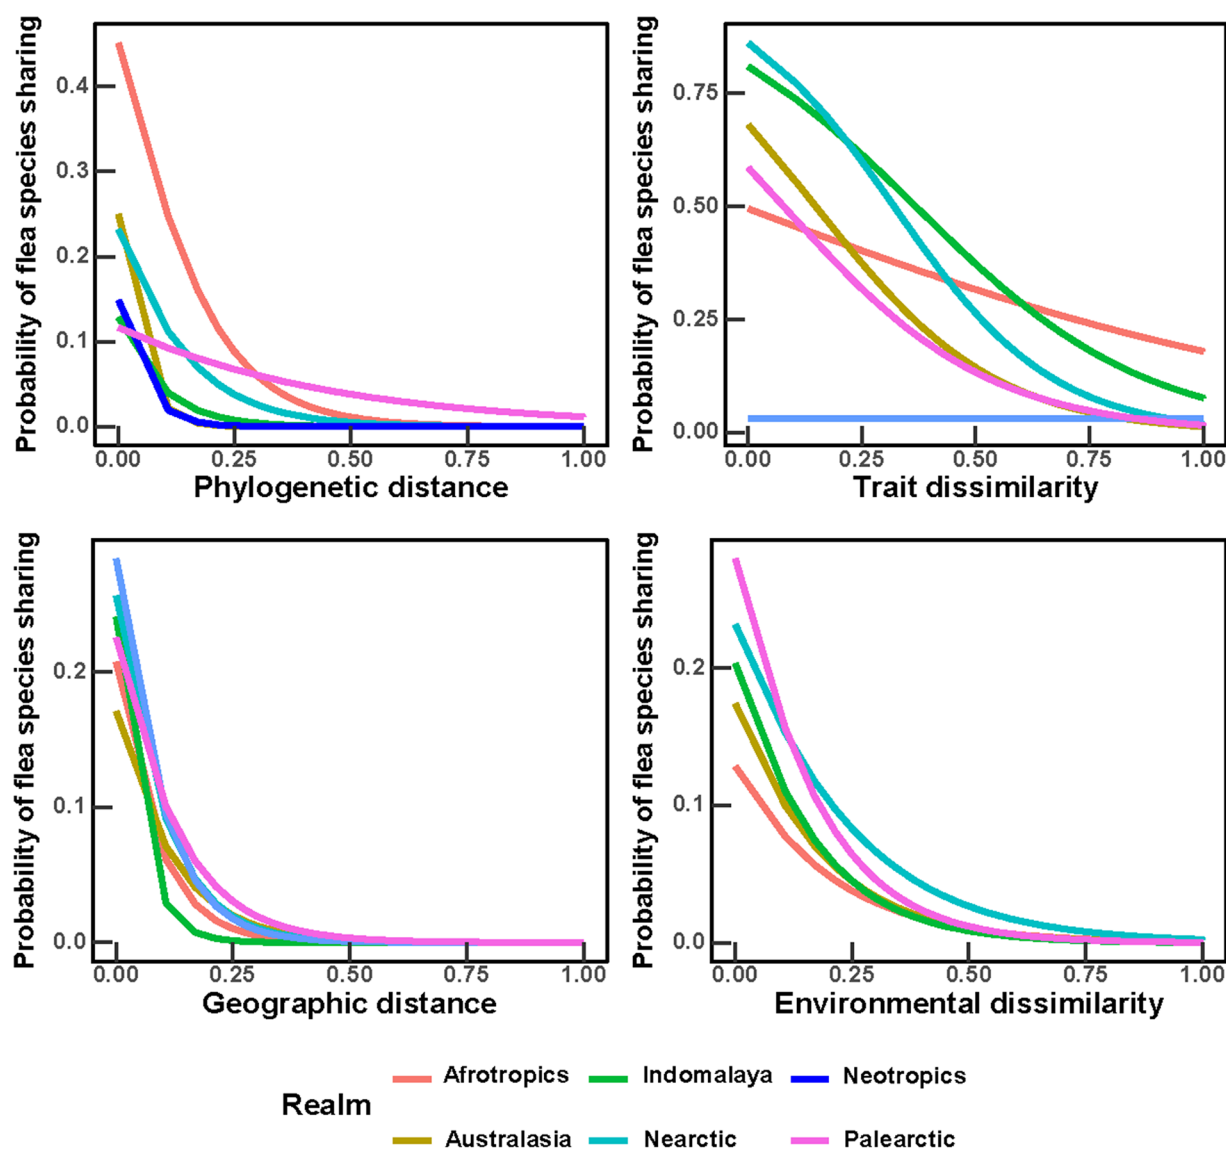 Probability of flea species sharing
0.4
0.3
0.2
0.1
0.0
0.00 0.25 0.50 0.75 1.00
Phylogenetic distance
Probability of flea species sharing
0.75
0.50
0.25
0.00
0.00 0.25 0.50 0.75 1.00
Trait dissimilarity
Probability of flea species sharing
0.2
0.1
0.0
0.00 0.25 0.50 0.75 1.00
Geographic distance
Probability of flea species sharing
0.2
0.1
0.0
0.00 0.25 0.50 0.75 1.00
Environmental dissimilarity
Realm
Afrotropics Indomalaya Neotropics
Australasia Nearctic Palearctic